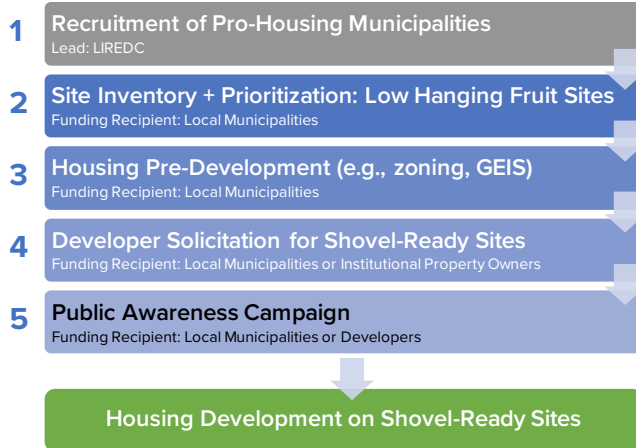 1
Recruitment of Pro-Housing Municipalities
Lead: LIREDC
2
Site Inventory + Prioritization: Low Hanging Fruit Sites
Funding Recipient: Local Municipalities
3
Housing Pre-Development (e.g., zoning, GEIS)
Funding Recipient: Local Municipalities
4
Developer Solicitation for Shovel-Ready Sites
Funding Recipient: Local Municipalities or Institutional Property Owners
5
Public Awareness Campaign
Funding Recipient: Local Municipalities or Developers
Housing Development on Shovel-Ready Sites